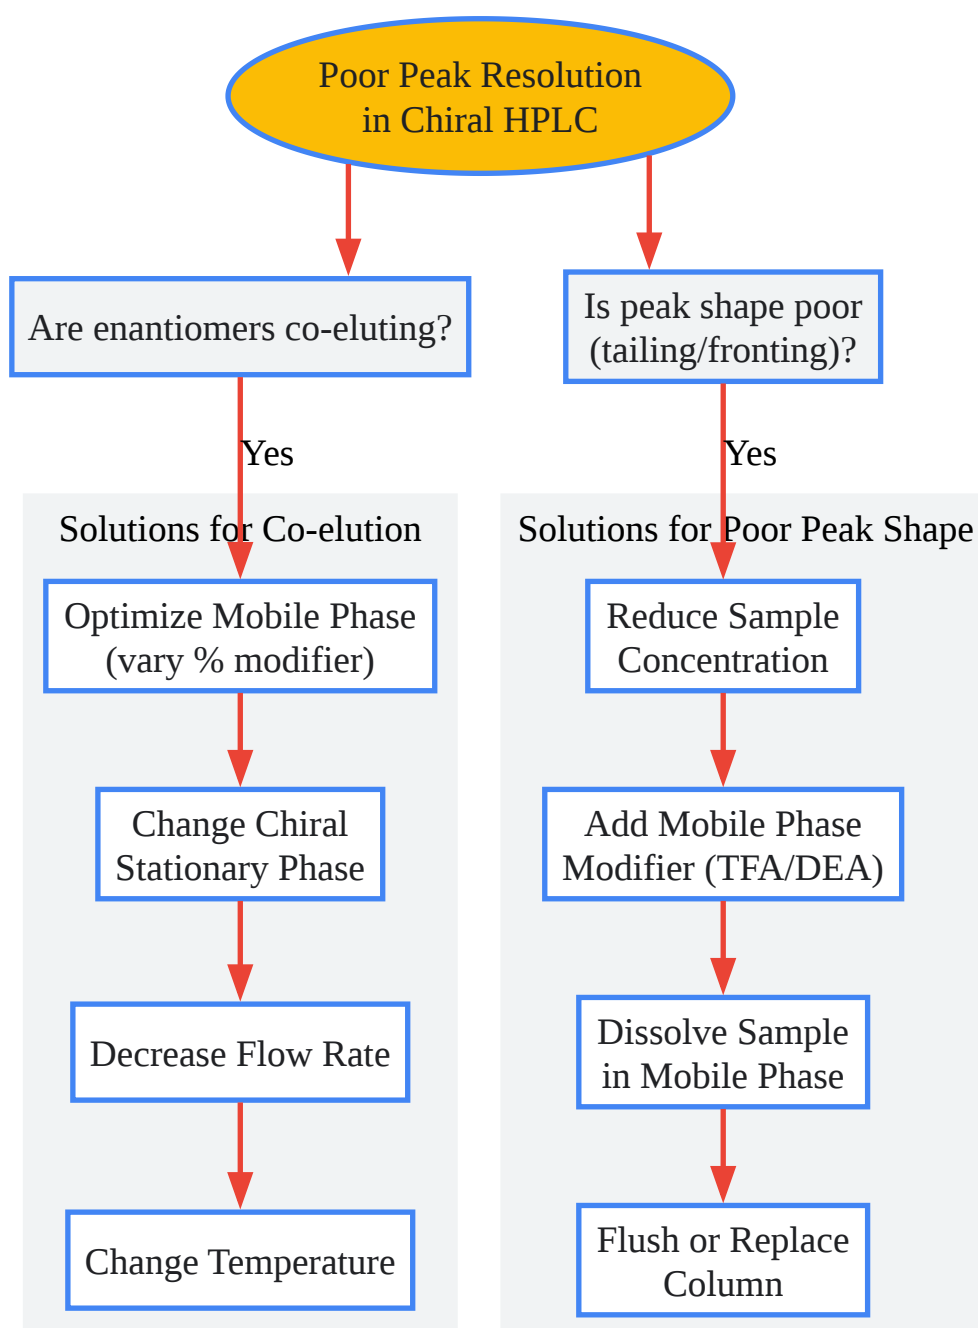 Poor Peak Resolution
in Chiral HPLC
Are enantiomers co-eluting?
Is peak shape poor
(tailing/fronting)?
Yes
Yes
Solutions for Co-elution
Optimize Mobile Phase
(vary % modifier)
Change Chiral
Stationary Phase
Decrease Flow Rate
Change Temperature
Solutions for Poor Peak Shape
Reduce Sample
Concentration
Add Mobile Phase
Modifier (TFA/DEA)
Dissolve Sample
in Mobile Phase
Flush or Replace
Column